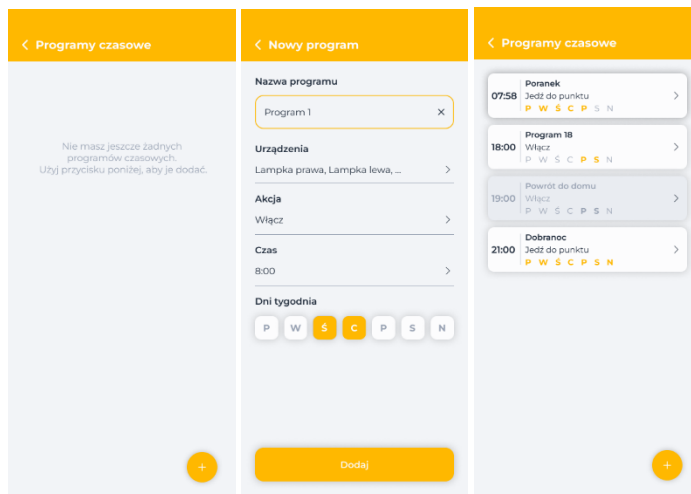 Programy czasowe
Nie masz jeszcze żadnych
programów czasowych.
Użyj przycisku poniżej, aby je dodać.
+
Nowy program
Nazwa programu
Program 1
Urządzenia
Lampka prawa, Lampka lewa, ...
Akcja
Włącz
Czas
8:00
Dni tygodnia
P W Ś C P S N
Dodaj
Programy czasowe
Poranek
07:58 Jedź do punktu
P W Ś C P S N
Program 18
18:00 Włącz
P W Ś C P S N
Powrót do domu
19:00 Włącz
P W Ś C P S N
Dobranoc
21:00 Jedź do punktu
P W Ś C P S N
+